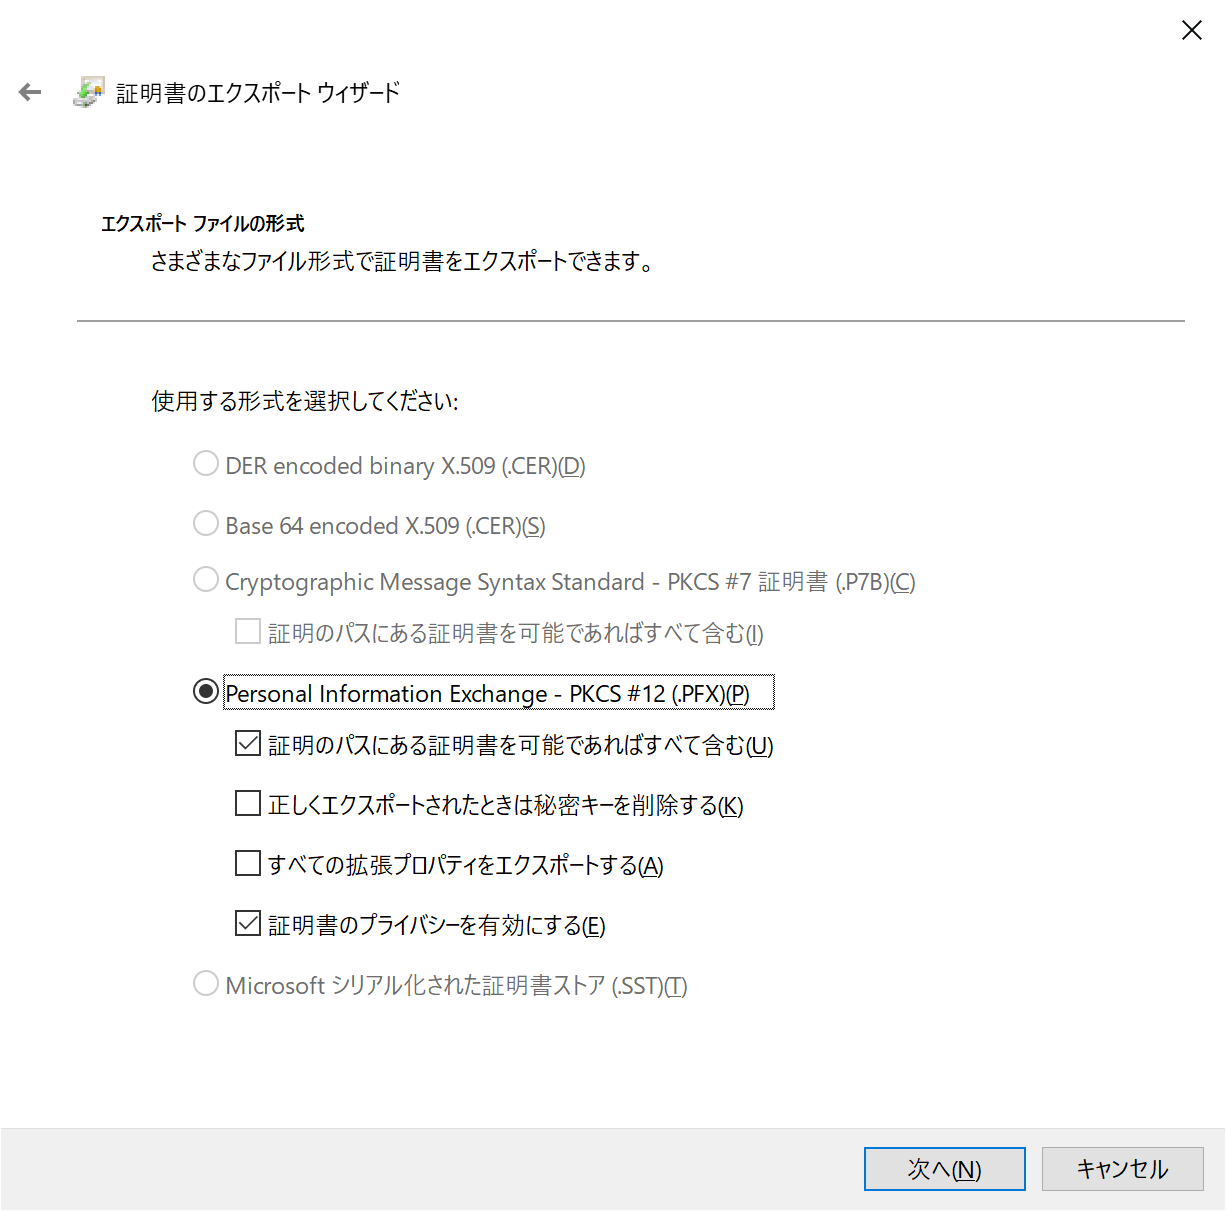 証明書のエクスポート ウィザード
エクスポート ファイルの形式
さまざまなファイル形式で証明書をエクスポートできます。
使用する形式を選択してください:
DER encoded binary X.509 (.CER)(D)
Base 64 encoded X.509 (.CER)(S)
Cryptographic Message Syntax Standard - PKCS #7 証明書 (.P7B)(C)
証明のパスにある証明書を可能であればすべて含む(I)
Personal Information Exchange - PKCS #12 (.PFX)(P)
証明のパスにある証明書を可能であればすべて含む(U)
正しくエクスポートされたときは秘密キーを削除する(K)
すべての拡張プロパティをエクスポートする(A)
証明書のプライバシーを有効にする(E)
Microsoft シリアル化された証明書ストア (.SST)(T)
次へ(N)
キャンセル